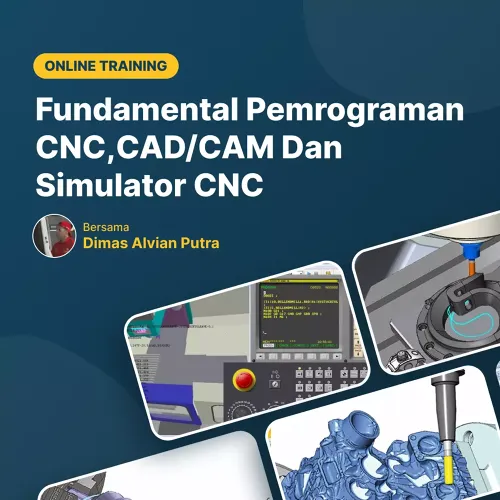 ONLINE TRAINING
Fundamental Pemrograman
CNC,CAD/CAM Dan
Simulator CNC
Bersama
Dimas Alvian Putra